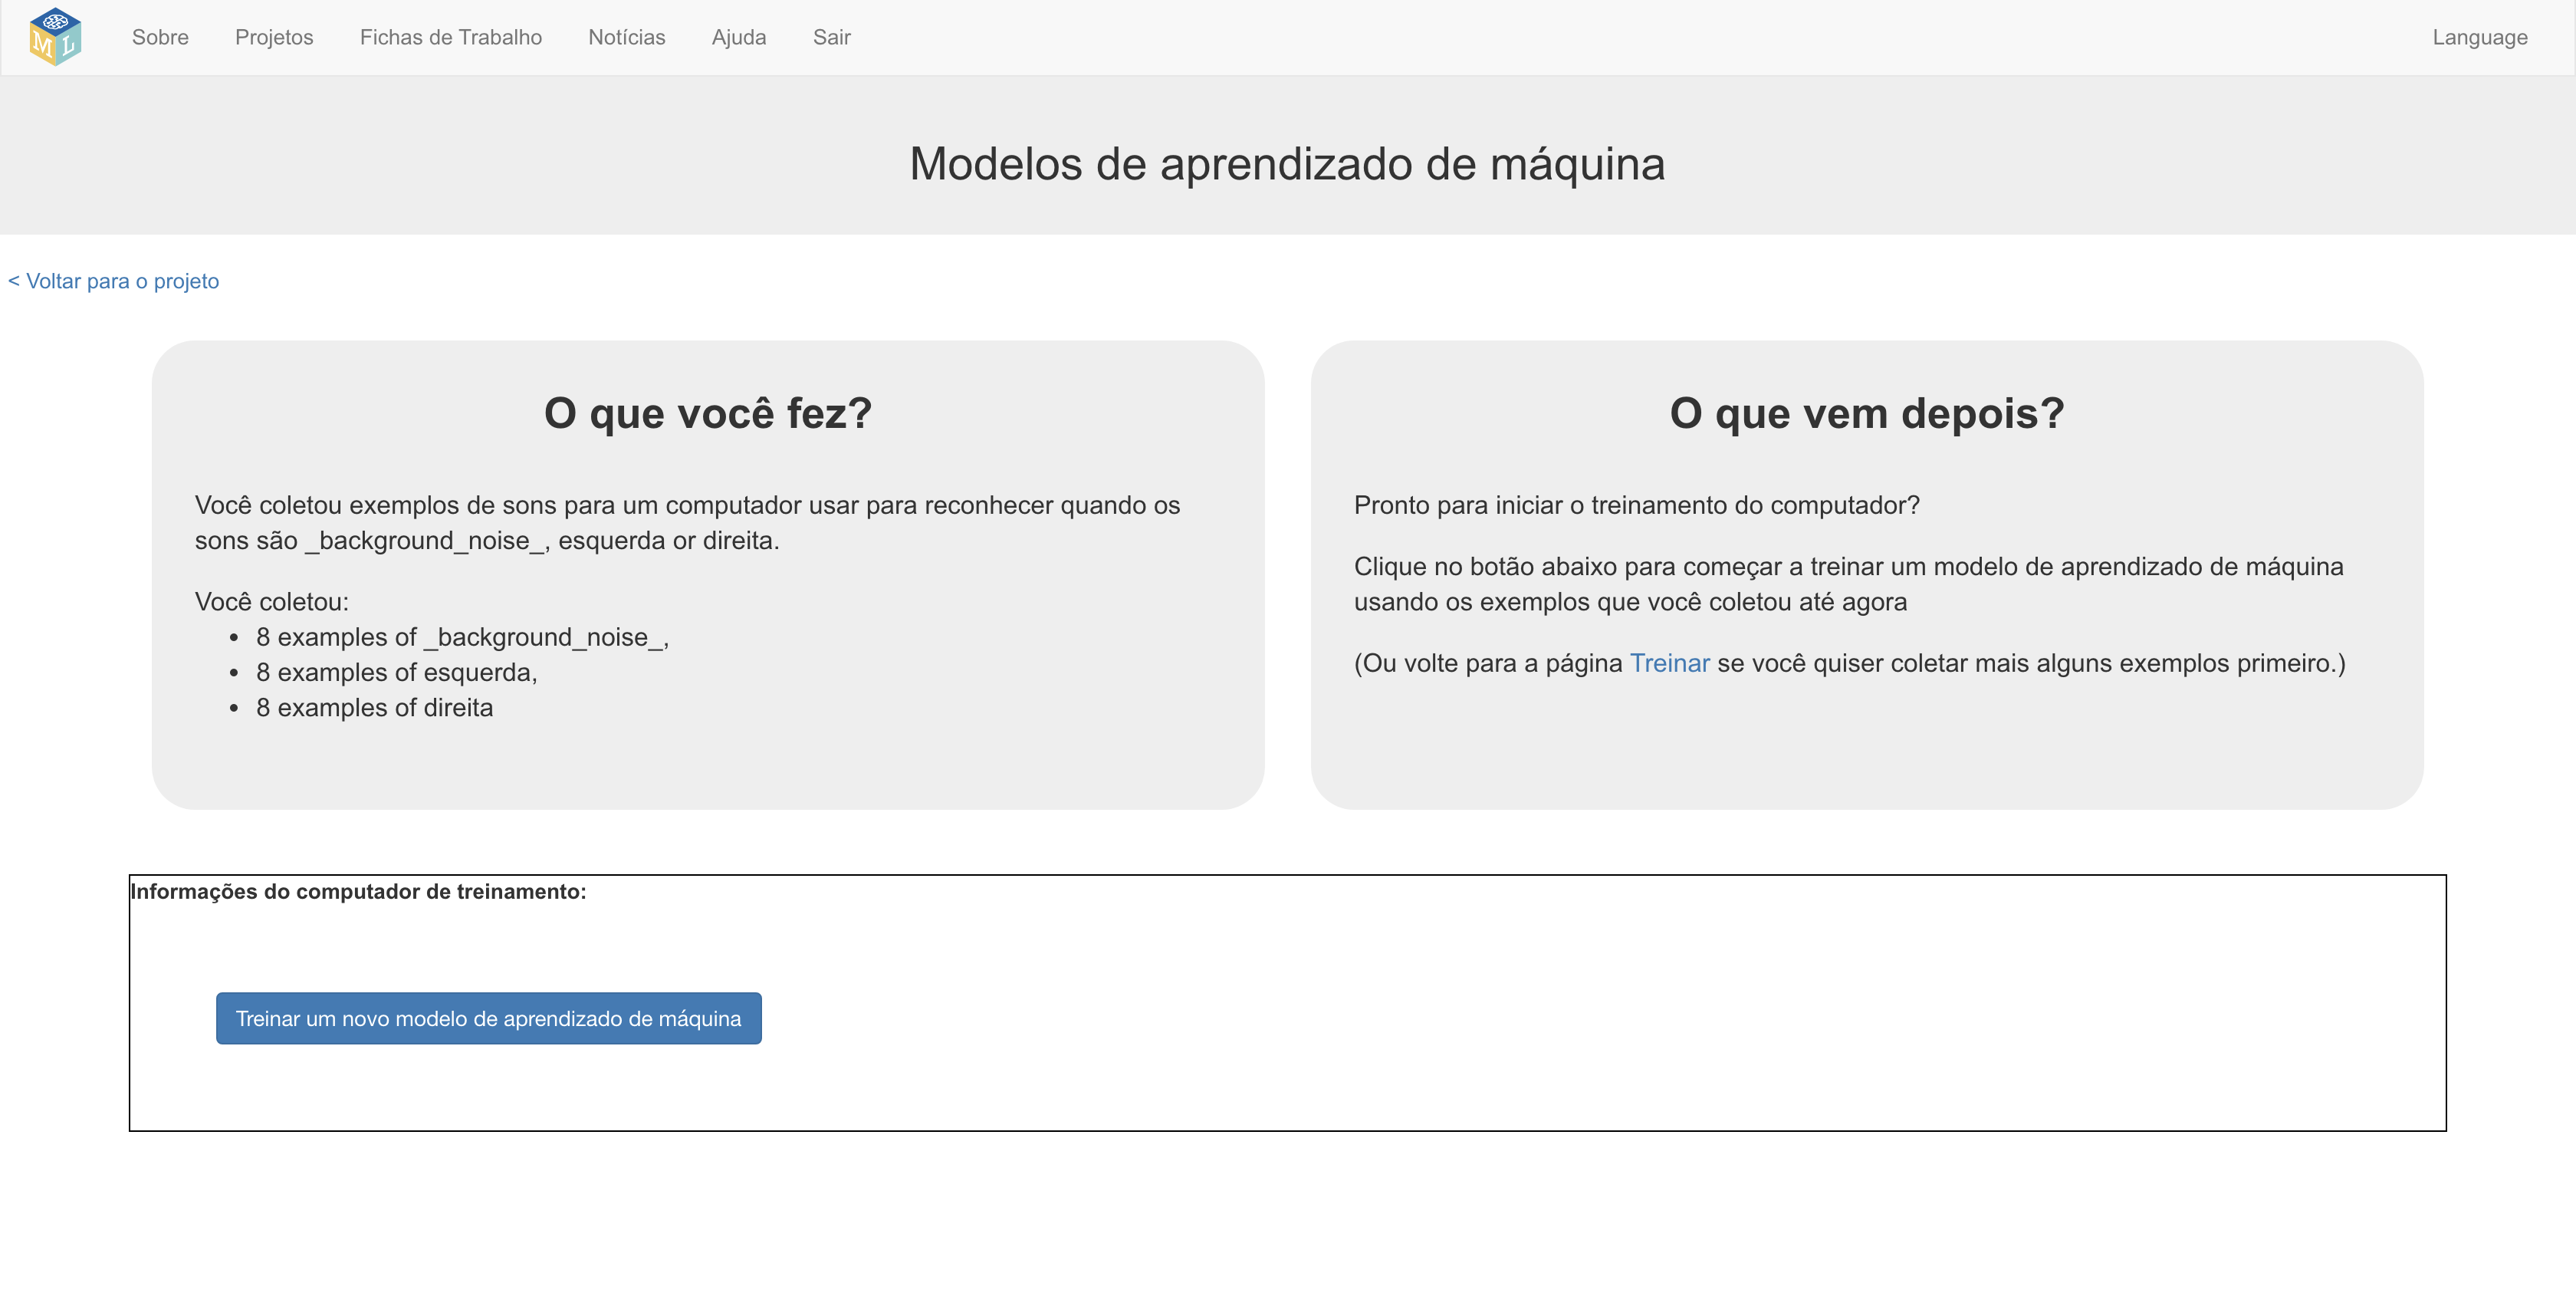 M L
Sobre Projetos Fichas de Trabalho Notícias Ajuda Sair Language
Modelos de aprendizado de máquina
< Voltar para o projeto
O que você fez?
Você coletou exemplos de sons para um computador usar para reconhecer quando os
sons são _background_noise_, esquerda or direita.
Você coletou:
• 8 examples of _background_noise_,
• 8 examples of esquerda,
• 8 examples of direita
O que vem depois?
Pronto para iniciar o treinamento do computador?
Clique no botão abaixo para começar a treinar um modelo de aprendizado de máquina
usando os exemplos que você coletou até agora
(Ou volte para a página Treinar se você quiser coletar mais alguns exemplos primeiro.)
Informações do computador de treinamento:
Treinar um novo modelo de aprendizado de máquina